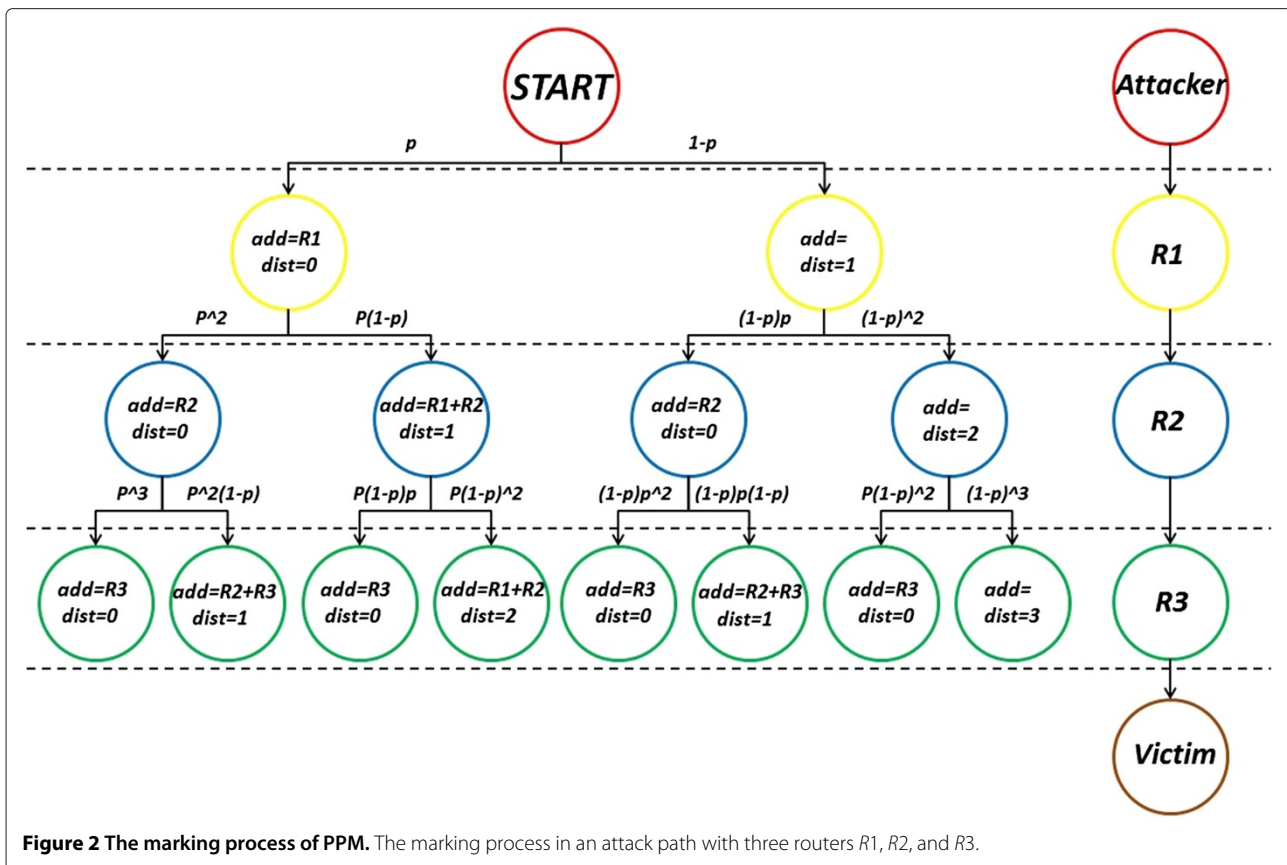 START
Attacker
p
1-p
add=R1
dist=0
add=
dist=1
R1
P^2
P(1-p)
(1-p)p
(1-p)^2
add=R2
dist=0
add=R1+R2
dist=1
add=R2
dist=0
add=
dist=2
R2
P^3
P^2(1-p)
P(1-p)p
P(1-p)^2
(1-p)p^2
(1-p)p(1-p)
P(1-p)^2
(1-p)^3
add=R3
dist=0
add=R2+R3
dist=1
add=R3
dist=0
add=R1+R2
dist=2
add=R3
dist=0
add=R2+R3
dist=1
add=R3
dist=0
add=
dist=3
R3
Victim
Figure 2 The marking process of PPM. The marking process in an attack path with three routers R1, R2, and R3.